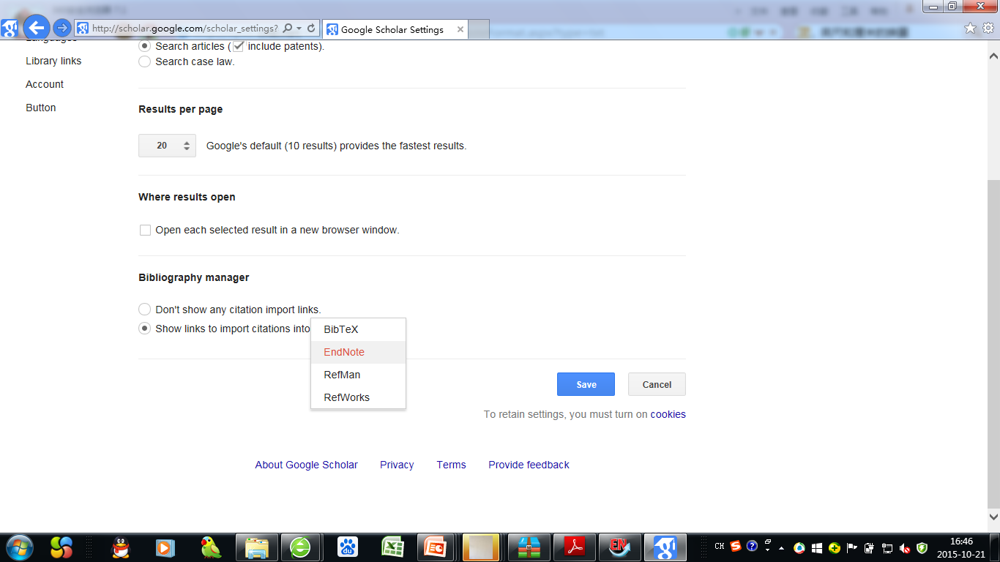 http://scholar.google.com/scholar_settings?
Google Scholar Settings
Search articles ( include patents).
Library links
Search case law.
Account
Button
Results per page
20
Google's default (10 results) provides the fastest results.
Where results open
Open each selected result in a new browser window.
Bibliography manager
Don't show any citation import links.
Show links to import citations into
BibTeX
EndNote
RefMan
RefWorks
Save
Cancel
To retain settings, you must turn on cookies
About Google Scholar
Privacy
Terms
Provide feedback
du
EN
CH
16:46
2015-10-21